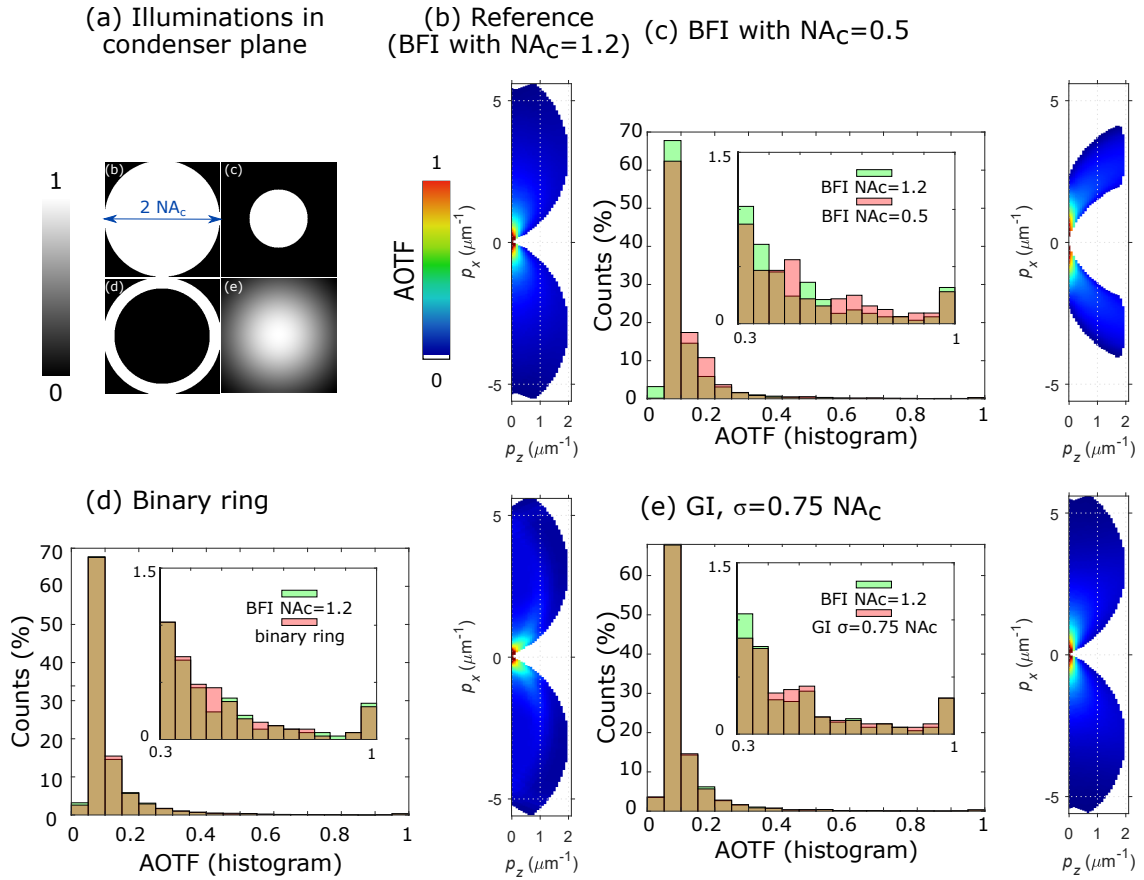 (a) Illuminations in
condenser plane
1
0
(b)
(c)
2 NAc
(d)
(e)
(b) Reference
(BFI with NAC=1.2)
1
AOTF
0
5
0
-5
px (μm-1)
0 1 2
pz (μm-1)
(c) BFI with NAC=0.5
70
60
50
40
30
20
10
0
Counts (%)
1.5
0
0.3
1
BFI NAc=1.2
BFI NAc=0.5
0 0.2 0.4 0.6 0.8 1
AOTF (histogram)
5
0
-5
px (μm-1)
0 1 2
pz (μm-1)
(d) Binary ring
70
60
50
40
30
20
10
0
Counts (%)
1.5
0
0.3
1
BFI NAc=1.2
binary ring
0 0.2 0.4 0.6 0.8 1
AOTF (histogram)
5
0
-5
px (μm-1)
0 1 2
pz (μm-1)
(e) GI, σ=0.75 NAC
60
50
40
30
20
10
0
Counts (%)
1.5
0
0.3
1
BFI NAc=1.2
GI σ=0.75 NAc
0 0.2 0.4 0.6 0.8 1
AOTF (histogram)
5
0
-5
px (μm-1)
0 1 2
pz (μm-1)